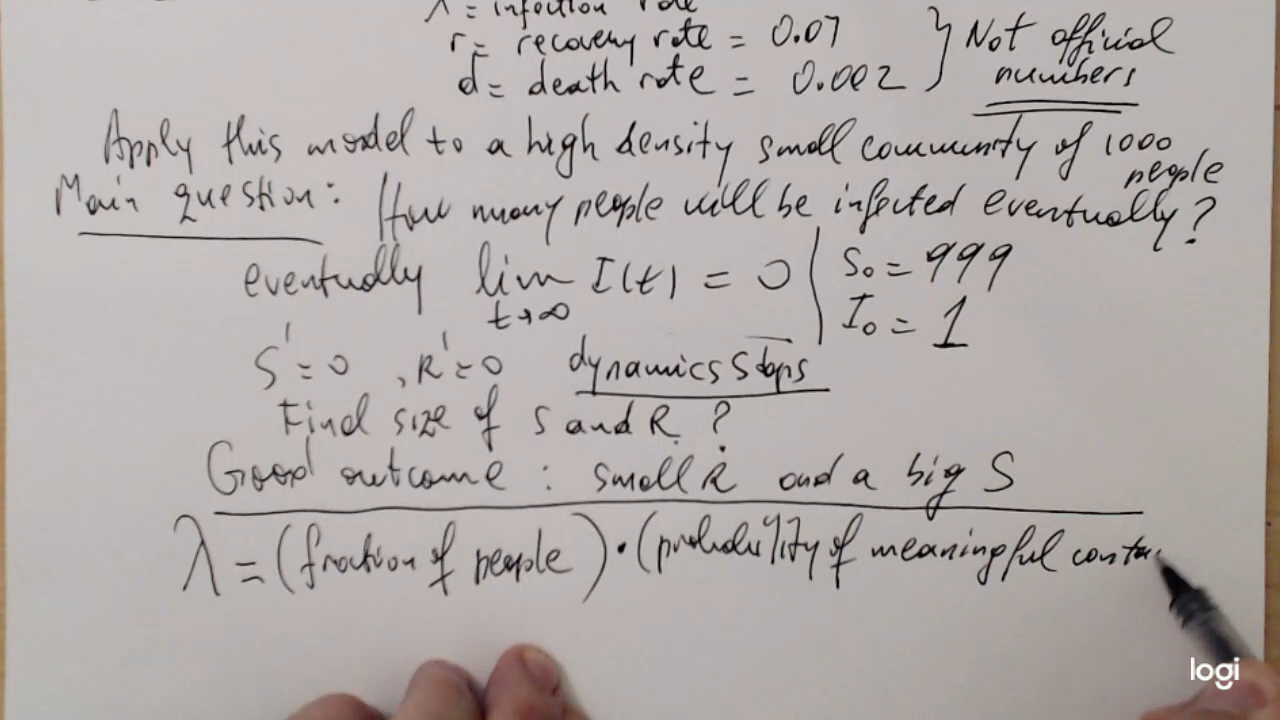 λ = infection rate
r = recovery rate = 0.07 } Not official
d = death rate = 0.002 numbers
Apply this model to a high density small community of 1000
people
Main question: How many people will be infected eventually?
eventually lim I(t) = 0 | S₀ = 999
t→∞ I₀ = 1
S' = 0 , R' = 0 dynamics stops
Find size of S and R ?
Good outcome : small R and a big S
λ = (fraction of people) · (probability of meaningful conta
logi